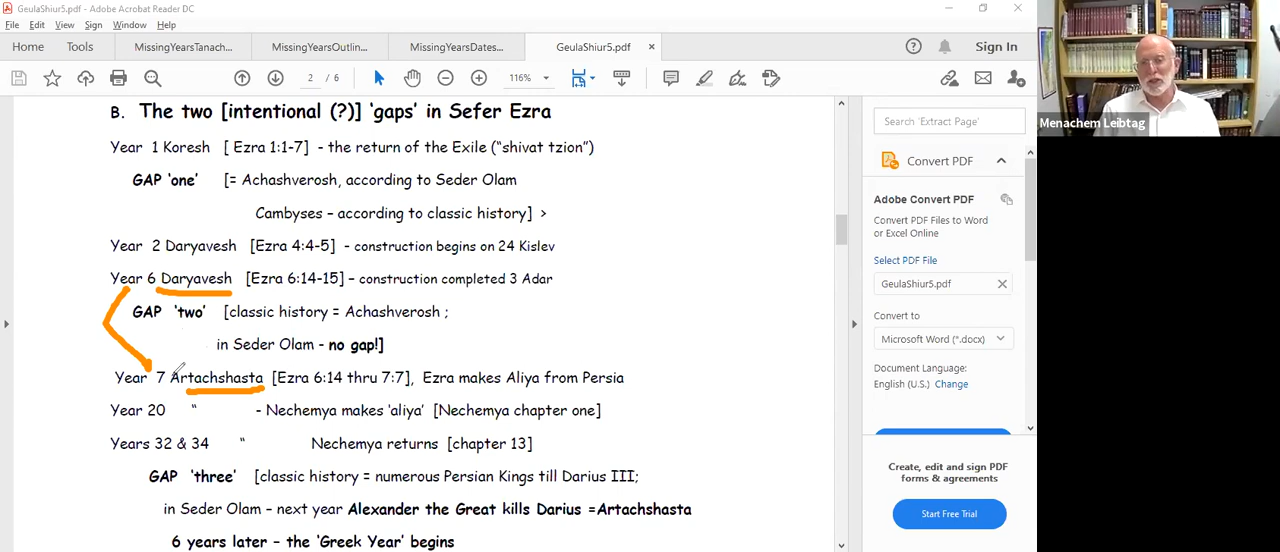 GeulaShiur5.pdf - Adobe Acrobat Reader DC
File Edit View Sign Window Help
Home Tools MissingYearsTanach... MissingYearsOutlin... MissingYearsDates... GeulaShiur5.pdf × Sign In
2 / 6 116%
B. The two [intentional (?)] ‘gaps’ in Sefer Ezra
Year 1 Koresh [ Ezra 1:1-7] - the return of the Exile (“shivat tzion”)
GAP ‘one’ [= Achashverosh, according to Seder Olam
Cambyses – according to classic history] >
Year 2 Daryavesh [Ezra 4:4-5] - construction begins on 24 Kislev
Year 6 Daryavesh [Ezra 6:14-15] – construction completed 3 Adar
GAP ‘two’ [classic history = Achashverosh ;
in Seder Olam - no gap!]
Year 7 Artachshasta [Ezra 6:14 thru 7:7], Ezra makes Aliya from Persia
Year 20 “ - Nechemya makes ‘aliya’ [Nechemya chapter one]
Years 32 & 34 “ Nechemya returns [chapter 13]
GAP ‘three’ [classic history = numerous Persian Kings till Darius III;
in Seder Olam – next year Alexander the Great kills Darius =Artachshasta
6 years later – the ‘Greek Year’ begins
Search 'Extract Page'
Convert PDF
Adobe Convert PDF
Convert PDF Files to Word
or Excel Online
Select PDF File
GeulaShiur5.pdf ×
Convert to
Microsoft Word (*.docx)
Document Language:
English (U.S.) Change
Create, edit and sign PDF
forms & agreements
Start Free Trial
Menachem Leibtag